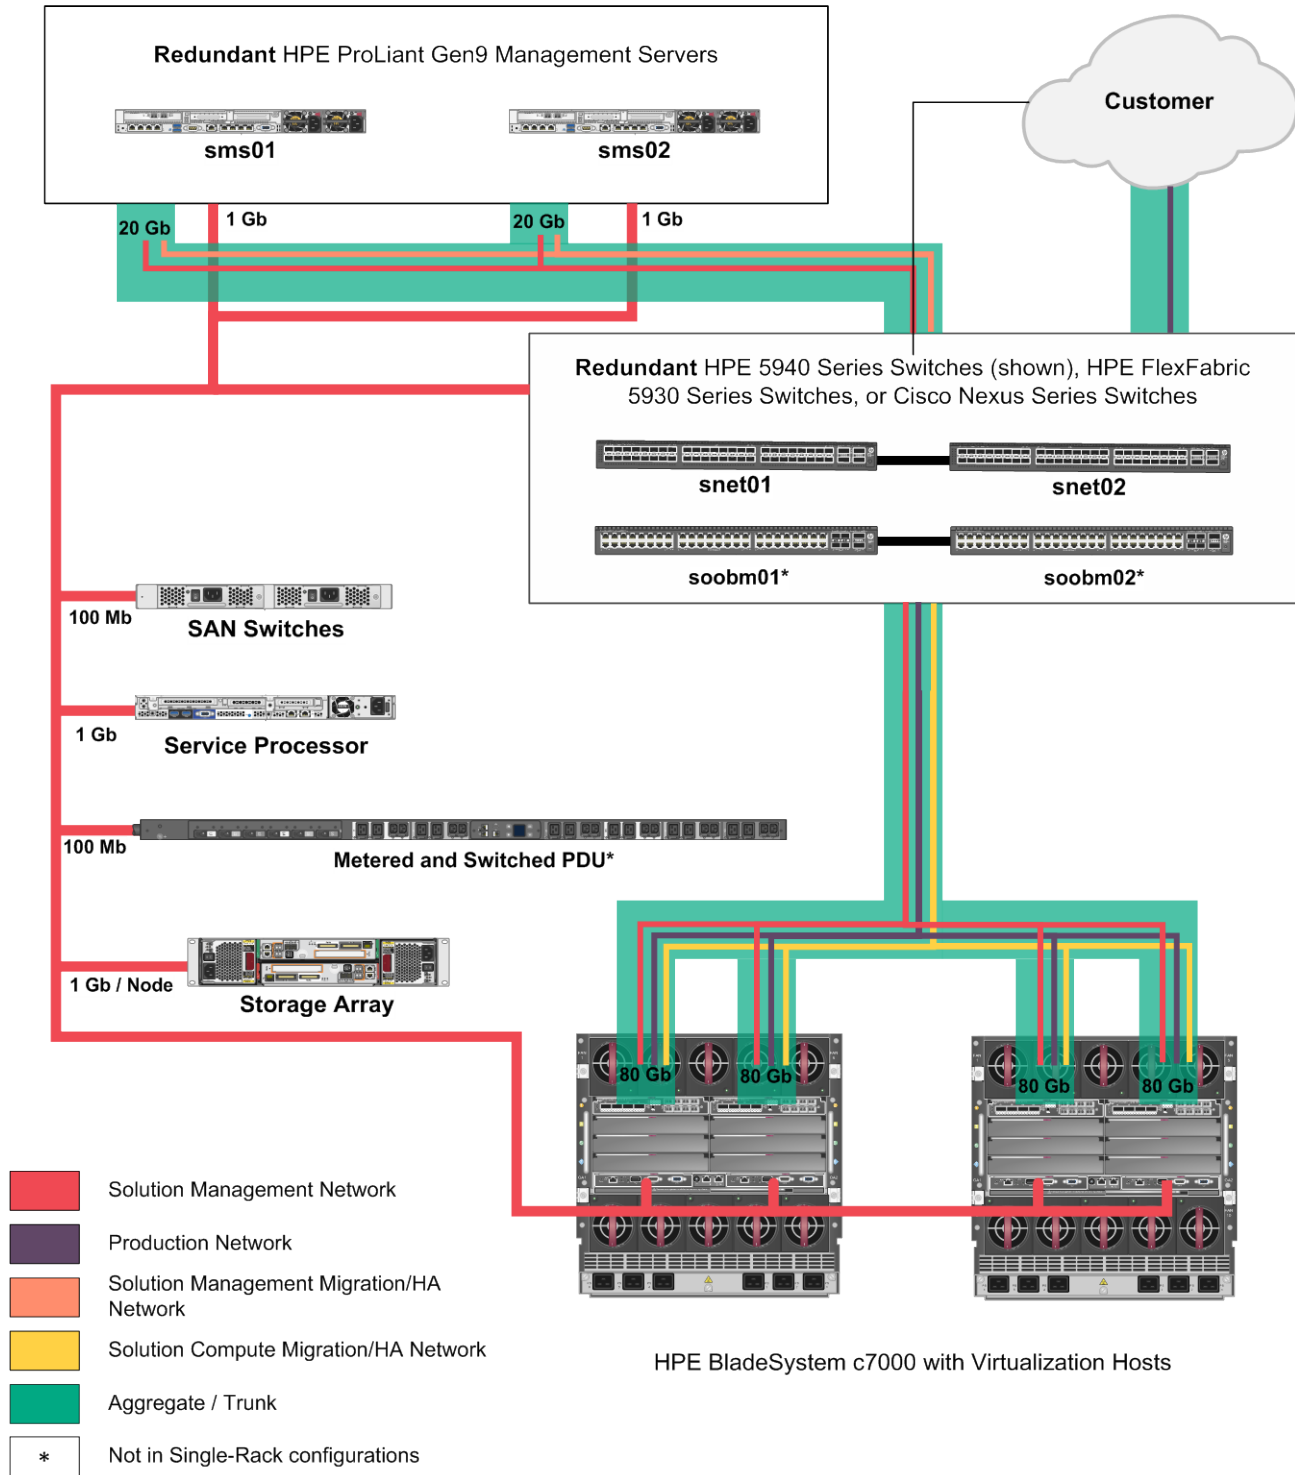 Redundant HPE ProLiant Gen9 Management Servers
sms01
sms02
Customer
20 Gb
1 Gb
20 Gb
1 Gb
Redundant HPE 5940 Series Switches (shown), HPE FlexFabric
5930 Series Switches, or Cisco Nexus Series Switches
snet01
snet02
soobm01*
soobm02*
100 Mb
SAN Switches
1 Gb
Service Processor
100 Mb
Metered and Switched PDU*
1 Gb / Node
Storage Array
80 Gb
80 Gb
80 Gb
80 Gb
HPE BladeSystem c7000 with Virtualization Hosts
Solution Management Network
Production Network
Solution Management Migration/HA
Network
Solution Compute Migration/HA Network
Aggregate / Trunk
* Not in Single-Rack configurations